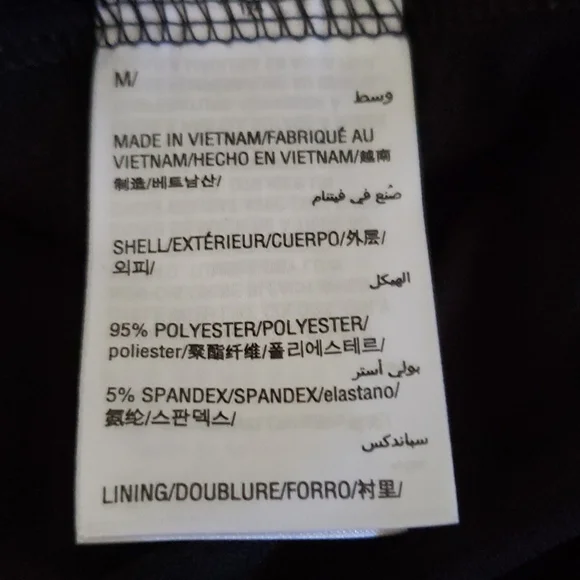 M/
وسط
MADE IN VIETNAM/FABRIQUÉ AU
VIETNAM/HECHO EN VIETNAM/越南
制造/베트남산/
صُنع في فيتنام
SHELL/EXTÉRIEUR/CUERPO/外层/
외피/
الهيكل
95% POLYESTER/POLYESTER/
poliester/聚酯纤维/폴리에스테르/
بولي أستر
5% SPANDEX/SPANDEX/elastano/
氨纶/스판덱스/
سباندكس
LINING/DOUBLURE/FORRO/衬里/